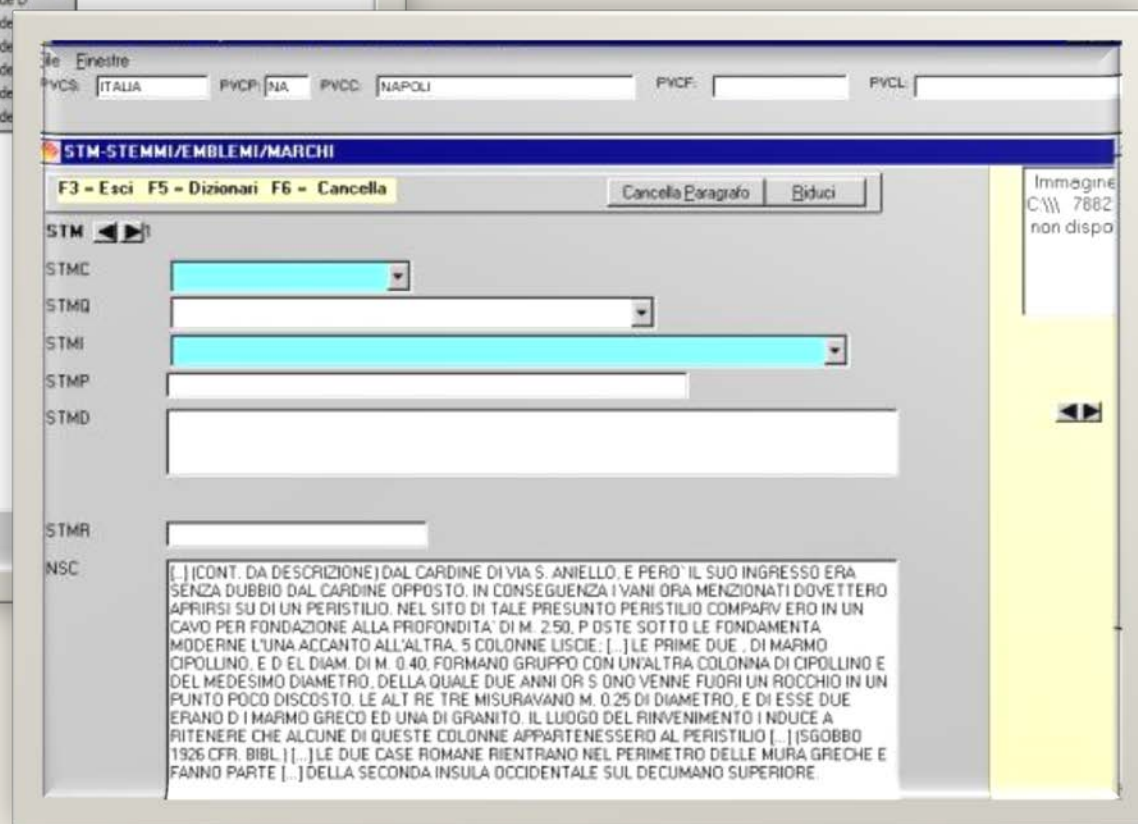 de
de
de
de
de
ile Finestre
PVCS: ITALIA PVCP: NA PVCC: NAPOLI PVCF: PVCL:
STM-STEMMI/EMBLEMI/MARCHI
F3 = Esci F5 = Dizionari F6 = Cancella Cancella Paragrafo Riduci
Immagine
C:\\\ 7882
non dispo
STM 1
STMC
STMQ
STMI
STMP
STMD
STMR
NSC
[...] (CONT. DA DESCRIZIONE) DAL CARDINE DI VIA S. ANIELLO, E PERO` IL SUO INGRESSO ERA
SENZA DUBBIO DAL CARDINE OPPOSTO. IN CONSEGUENZA I VANI ORA MENZIONATI DOVETTERO
APRIRSI SU DI UN PERISTILIO. NEL SITO DI TALE PRESUNTO PERISTILIO COMPARV ERO IN UN
CAVO PER FONDAZIONE ALLA PROFONDITA` DI M. 2.50, P OSTE SOTTO LE FONDAMENTA
MODERNE L'UNA ACCANTO ALL'ALTRA, 5 COLONNE LISCIE; [...] LE PRIME DUE , DI MARMO
CIPOLLINO, E D EL DIAM. DI M. 0.40, FORMANO GRUPPO CON UN'ALTRA COLONNA DI CIPOLLINO E
DEL MEDESIMO DIAMETRO, DELLA QUALE DUE ANNI OR S ONO VENNE FUORI UN ROCCHIO IN UN
PUNTO POCO DISCOSTO. LE ALT RE TRE MISURAVANO M. 0.25 DI DIAMETRO, E DI ESSE DUE
ERANO D I MARMO GRECO ED UNA DI GRANITO. IL LUOGO DEL RINVENIMENTO I NDUCE A
RITENERE CHE ALCUNE DI QUESTE COLONNE APPARTENESSERO AL PERISTILIO [...] (SGOBBO
1926 CFR. BIBL.) [...] LE DUE CASE ROMANE RIENTRANO NEL PERIMETRO DELLE MURA GRECHE E
FANNO PARTE [...] DELLA SECONDA INSULA OCCIDENTALE SUL DECUMANO SUPERIORE.